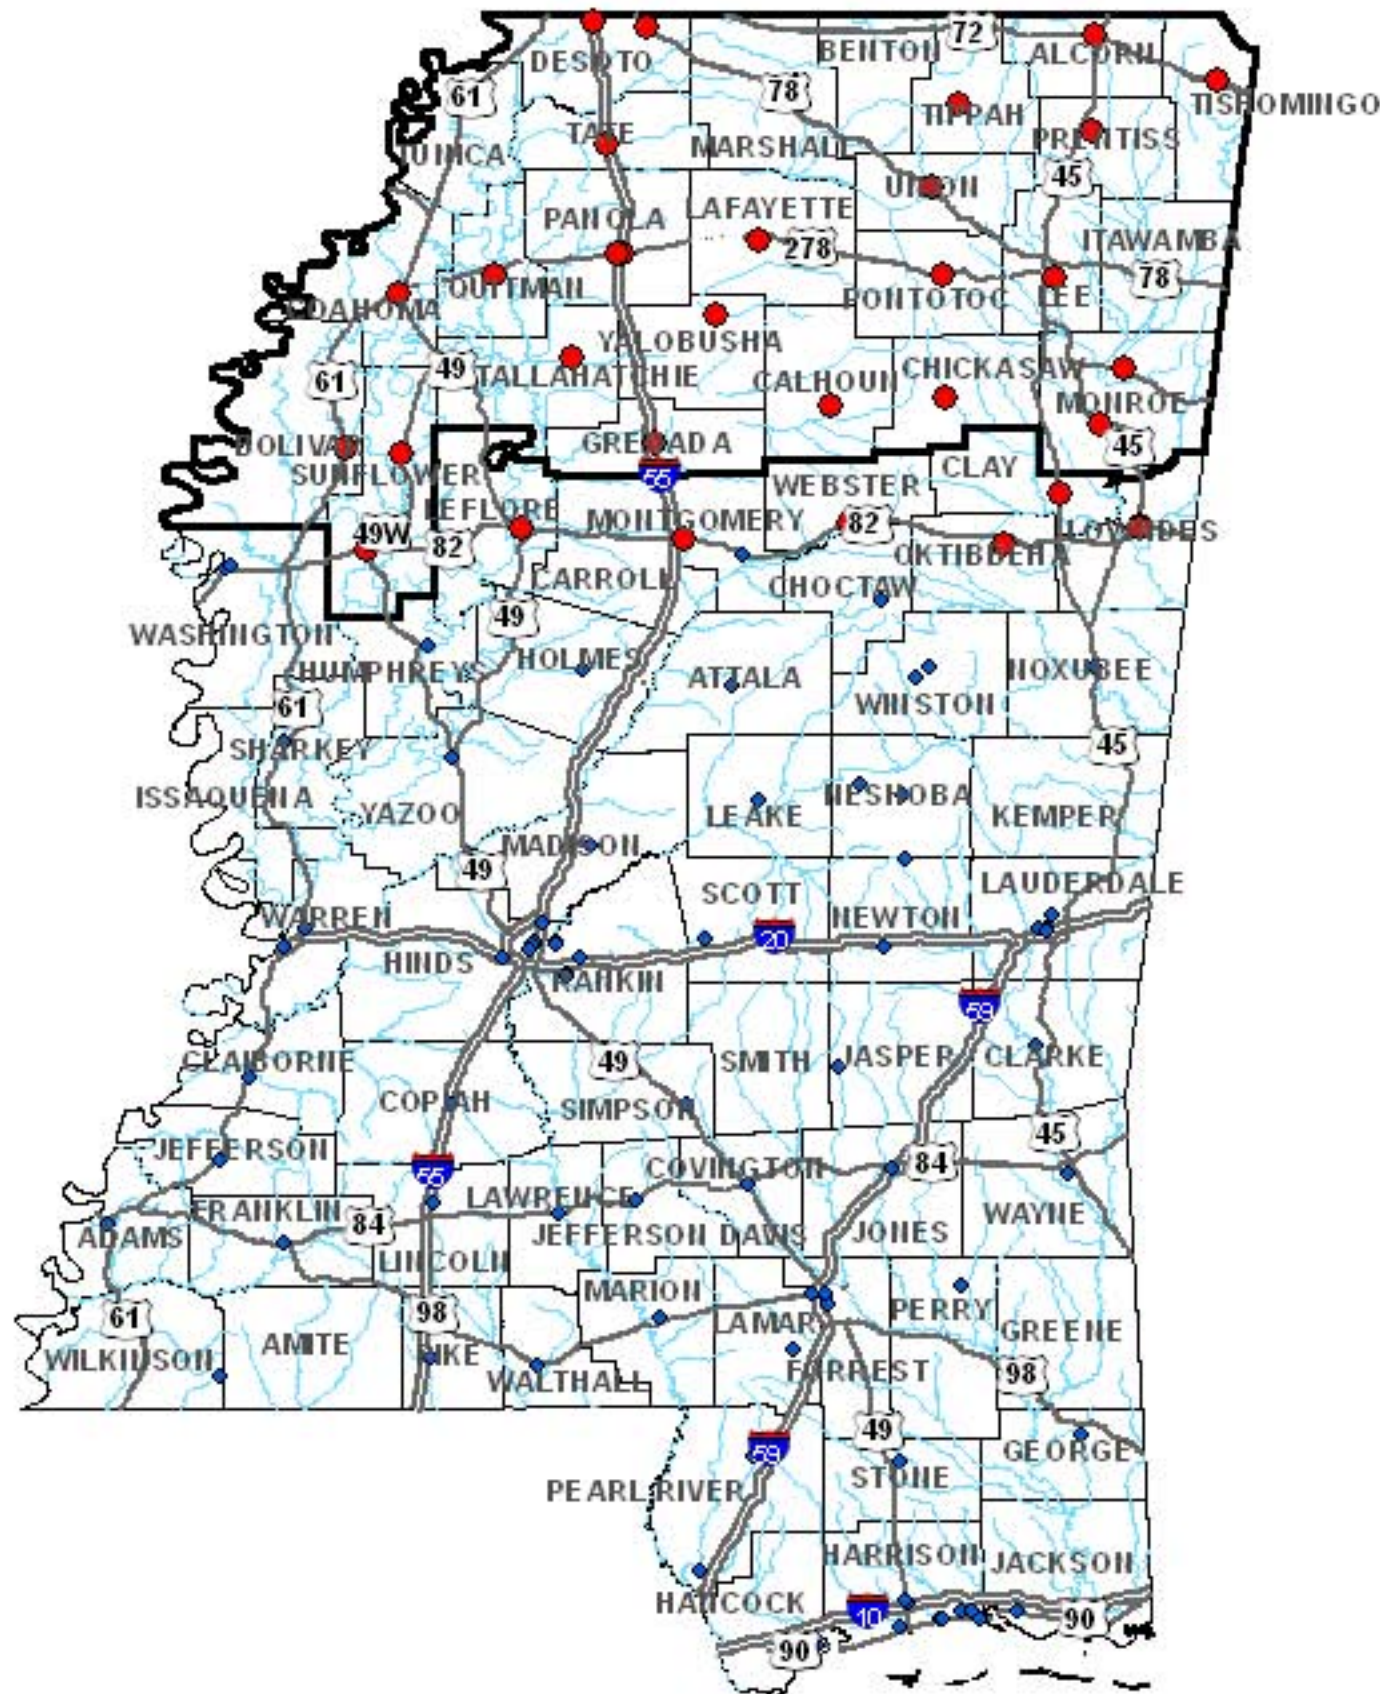 72
BENTON
ALCORN
DESOTO
61
78
TISHOMINGO
TIPPAH
TATE
PRENTISS
MARSHALL
TUNICA
45
UNION
LAFAYETTE
PANOLA
ITAWAMBA
278
78
QUITMAN
PONTOTOC
LEE
COAHOMA
YALOBUSHA
49
CHICKASAW
61
TALLAHATCHIE
CALHOUN
MONROE
BOLIVAR
GRENADA
45
CLAY
SUNFLOWER
55
WEBSTER
LEFLORE
MONTGOMERY
82
LOWNDES
49W
82
OKTIBBEHA
CARROLL
CHOCTAW
49
WASHINGTON
HOLMES
HUMPHREYS
ATTALA
NOXUBEE
WINSTON
61
SHARKEY
45
ISSAQUENA
NESHOBA
YAZOO
LEAKE
KEMPER
MADISON
49
LAUDERDALE
SCOTT
WARREN
NEWTON
20
HINDS
RANKIN
59
CLAIBORNE
49
SMITH
JASPER
CLARKE
COPIAH
SIMPSON
45
JEFFERSON
84
55
COVINGTON
LAWRENCE
FRANKLIN
84
WAYNE
ADAMS
JEFFERSON DAVIS
JONES
LINCOLN
MARION
98
PERRY
61
LAMAR
GREENE
AMITE
PIKE
WILKINSON
FORREST
98
WALTHALL
49
59
GEORGE
STONE
PEARL RIVER
HARRISON
JACKSON
HANCOCK
10
90
90